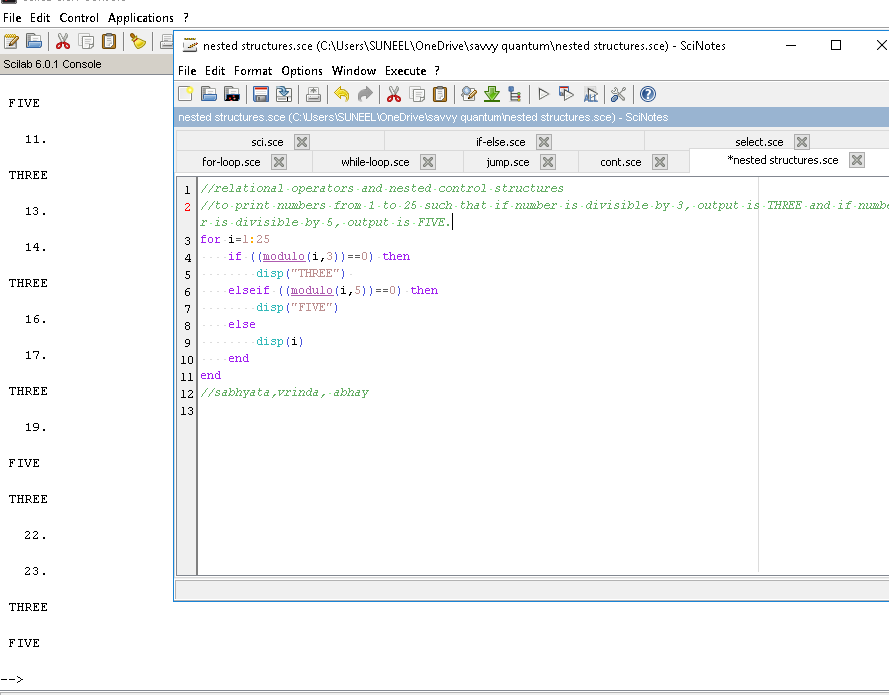 File Edit Control Applications ?
Scilab 6.0.1 Console
FIVE
11.
THREE
13.
14.
THREE
16.
17.
THREE
19.
FIVE
THREE
22.
23.
THREE
FIVE
-->
nested structures.sce (C:\Users\SUNEEL\OneDrive\savvy quantum\nested structures.sce) - SciNotes
File Edit Format Options Window Execute ?
nested structures.sce (C:\Users\SUNEEL\OneDrive\savvy quantum\nested structures.sce) - SciNotes
sci.sce if-else.sce select.sce
for-loop.sce while-loop.sce jump.sce cont.sce *nested structures.sce
1 //relational operators and nested control structures
2 //to print numbers from 1 to 25 such that if number is divisible by 3, output is THREE and if numbe
r is divisible by 5, output is FIVE.
3 for i=1:25
4 if ((modulo(i,3))==0) then
5 disp("THREE")
6 elseif ((modulo(i,5))==0) then
7 disp("FIVE")
8 else
9 disp(i)
10 end
11 end
12 //sabhyata,vrinda, abhay
13